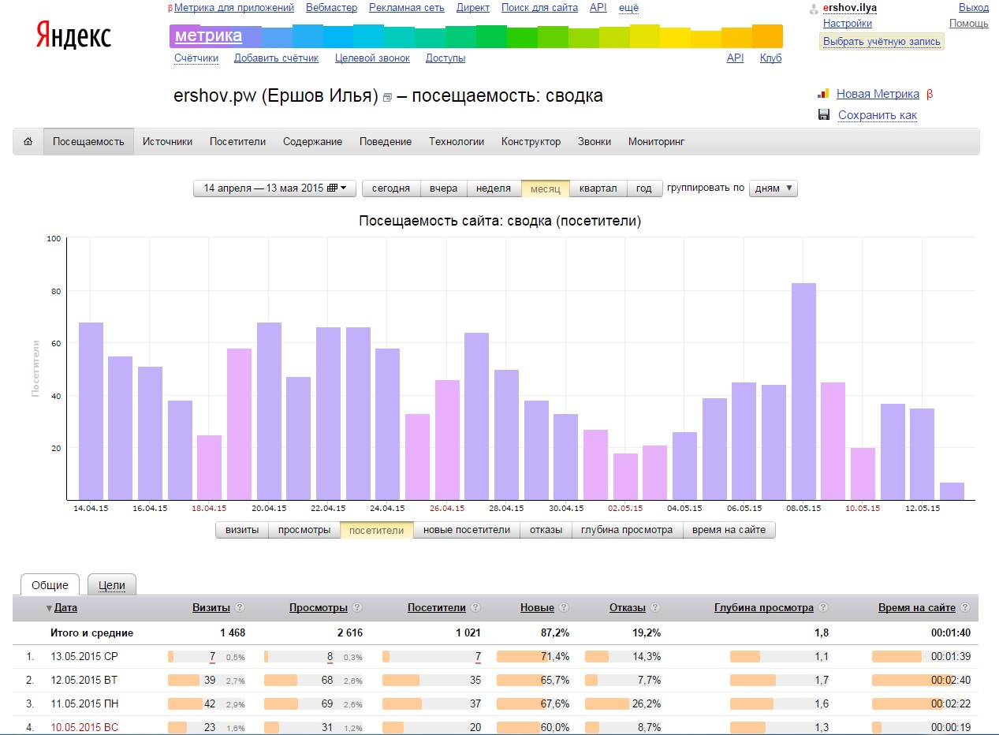 β Метрика для приложений Вебмастер Рекламная сеть Директ Поиск для сайта API ещё ershov.ilya Выход
Яндекс метрика Настройки Помощь
Выбрать учётную запись
Счётчики Добавить счётчик Целевой звонок Доступы API Клуб
ershov.pw (Ершов Илья) – посещаемость: сводка Новая Метрика β
Сохранить как
Посещаемость Источники Посетители Содержание Поведение Технологии Конструктор Звонки Мониторинг
14 апреля — 13 мая 2015 сегодня вчера неделя месяц квартал год группировать по дням ▼
Посещаемость сайта: сводка (посетители)
100
80
60
40
20
Посетители
14.04.15 16.04.15 18.04.15 20.04.15 22.04.15 24.04.15 26.04.15 28.04.15 30.04.15 02.05.15 04.05.15 06.05.15 08.05.15 10.05.15 12.05.15
визиты просмотры посетители новые посетители отказы глубина просмотра время на сайте
Общие Цели
▼ Дата Визиты ? Просмотры ? Посетители ? Новые ? Отказы ? Глубина просмотра ? Время на сайте ?
Итого и средние 1 468 2 616 1 021 87,2% 19,2% 1,8 00:01:40
1. 13.05.2015 СР 7 0,5% 8 0,3% 7 71,4% 14,3% 1,1 00:01:39
2. 12.05.2015 ВТ 39 2,7% 68 2,6% 35 65,7% 7,7% 1,7 00:02:40
3. 11.05.2015 ПН 42 2,9% 69 2,6% 37 67,6% 26,2% 1,6 00:02:22
4. 10.05.2015 ВС 23 1,6% 31 1,2% 20 60,0% 8,7% 1,3 00:00:19